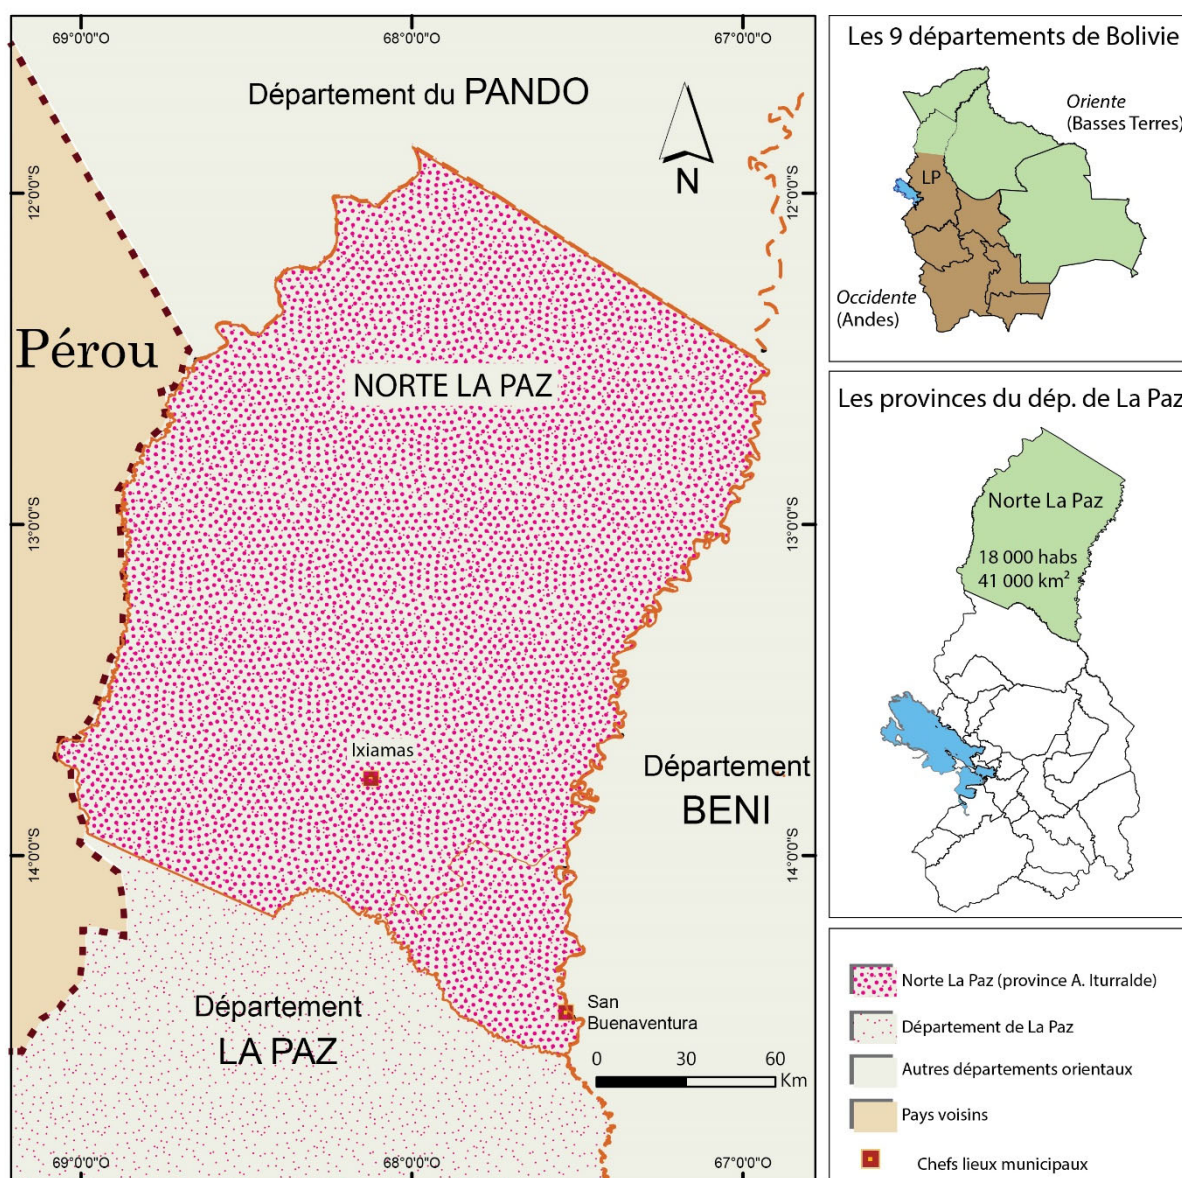 69°0'0"O
68°0'0"O
67°0'0"O
Département du PANDO
N
12°0'0"S
12°0'0"S
Pérou
NORTE LA PAZ
13°0'0"S
13°0'0"S
Ixiamas
Département
BENI
14°0'0"S
14°0'0"S
Département
LA PAZ
San
Buenaventura
0 30 60
Km
69°0'0"O
68°0'0"O
67°0'0"O
Les 9 départements de Bolivie
Oriente
(Basses Terres)
LP
Occidente
(Andes)
Les provinces du dép. de La Paz
Norte La Paz
18 000 habs
41 000 km²
Norte La Paz (province A. Iturralde)
Département de La Paz
Autres départements orientaux
Pays voisins
Chefs lieux municipaux